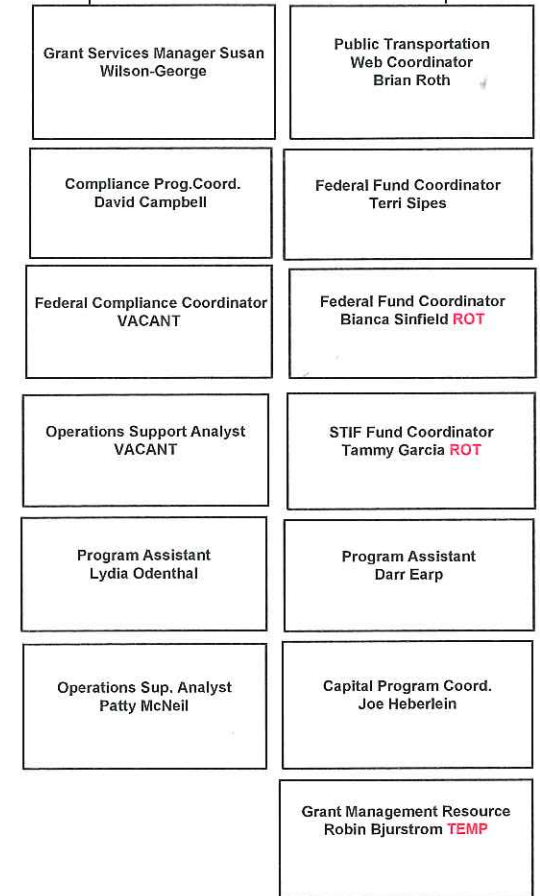 Grant Services Manager Susan
Wilson-George
Public Transportation
Web Coordinator
Brian Roth
Compliance Prog.Coord.
David Campbell
Federal Fund Coordinator
Terri Sipes
Federal Compliance Coordinator
VACANT
Federal Fund Coordinator
Bianca Sinfield ROT
Operations Support Analyst
VACANT
STIF Fund Coordinator
Tammy Garcia ROT
Program Assistant
Lydia Odenthal
Program Assistant
Darr Earp
Operations Sup. Analyst
Patty McNeil
Capital Program Coord.
Joe Heberlein
Grant Management Resource
Robin Bjurstrom TEMP